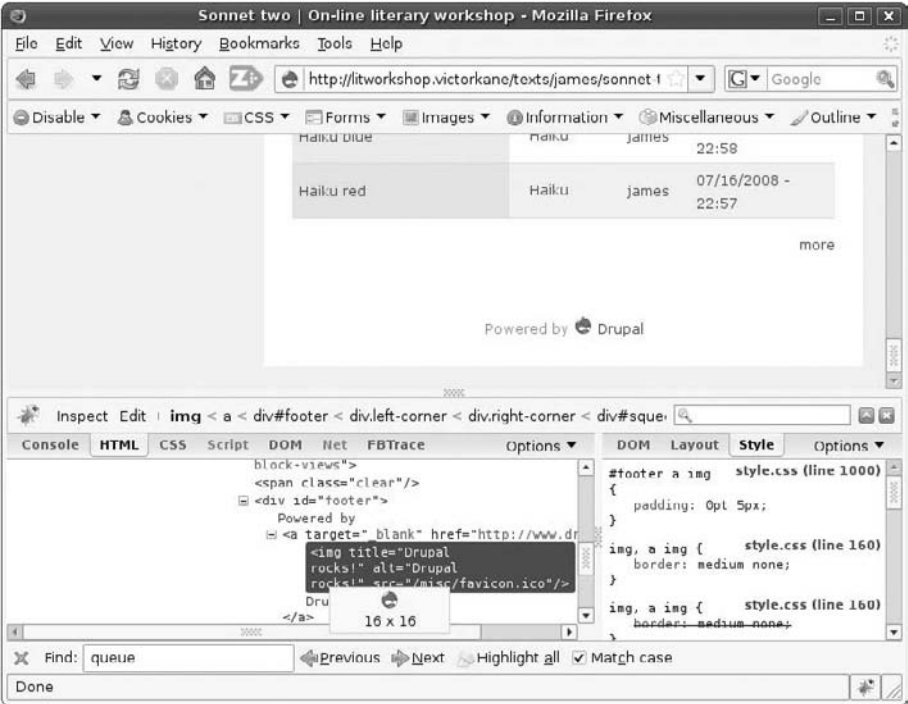 Sonnet two | On-line literary workshop - Mozilla Firefox
File Edit View History Bookmarks Tools Help
http://litworkshop.victorkane/texts/james/sonnet-t
G Google
Disable Cookies CSS Forms Images Information Miscellaneous Outline
Haiku blue Haiku james
22:58
Haiku red Haiku james 07/16/2008 -
22:57
more
Powered by Drupal
Inspect Edit img < a < div#footer < div.left-corner < div.right-corner < div#sque
Console HTML CSS Script DOM Net FBTrace Options
DOM Layout Style Options
block-views">
<span class="clear"/>
<div id="footer">
Powered by
<a target="_blank" href="http://www.dr
<img title="Drupal
rocks!" alt="Drupal
rocks!" src="/misc/favicon.ico"/>
Dru
</a>
16 x 16
#footer a img style.css (line 1000)
{
padding: 0pt 5px;
}
img, a img { style.css (line 160)
border: medium none;
}
img, a img { style.css (line 160)
border: medium none;
}
Find: queue Previous Next Highlight all Match case
Done